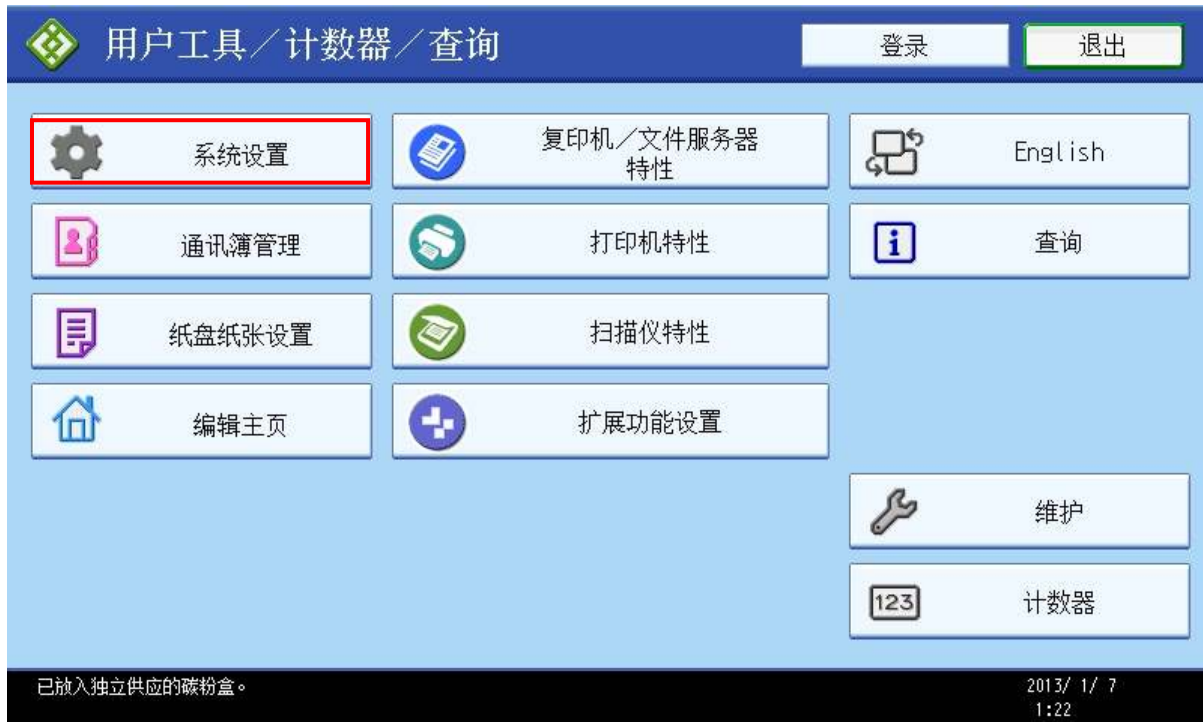 用户工具／计数器／查询
登录
退出
系统设置
复印机／文件服务器
特性
English
通讯簿管理
打印机特性
查询
纸盘纸张设置
扫描仪特性
编辑主页
扩展功能设置
维护
123
计数器
已放入独立供应的碳粉盒。
2013/ 1/ 7
1:22